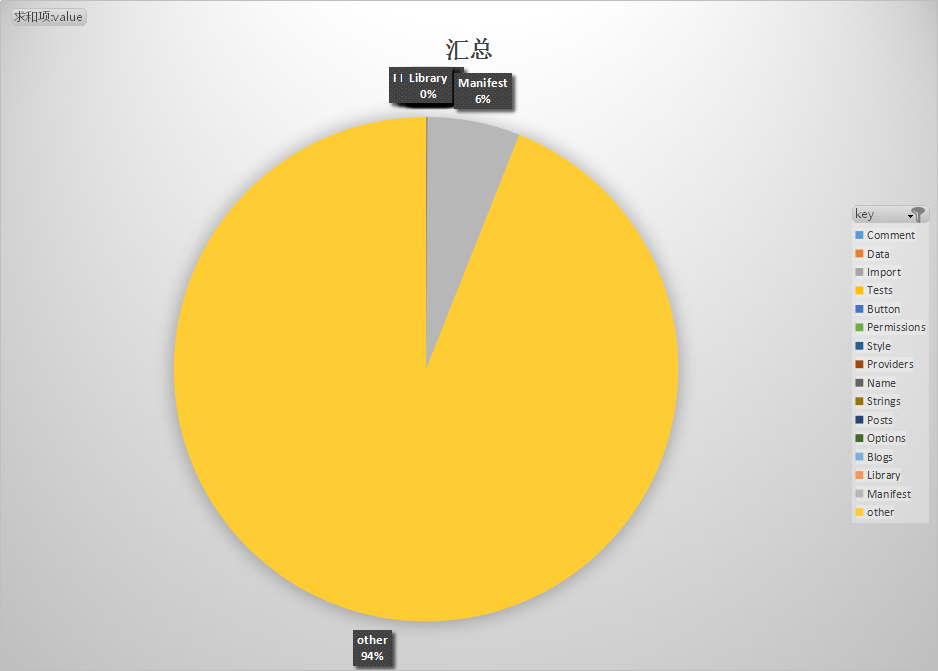 求和项:value
汇总
Library
0%
Manifest
6%
key
Comment
Data
Import
Tests
Button
Permissions
Style
Providers
Name
Strings
Posts
Options
Blogs
Library
Manifest
other
other
94%